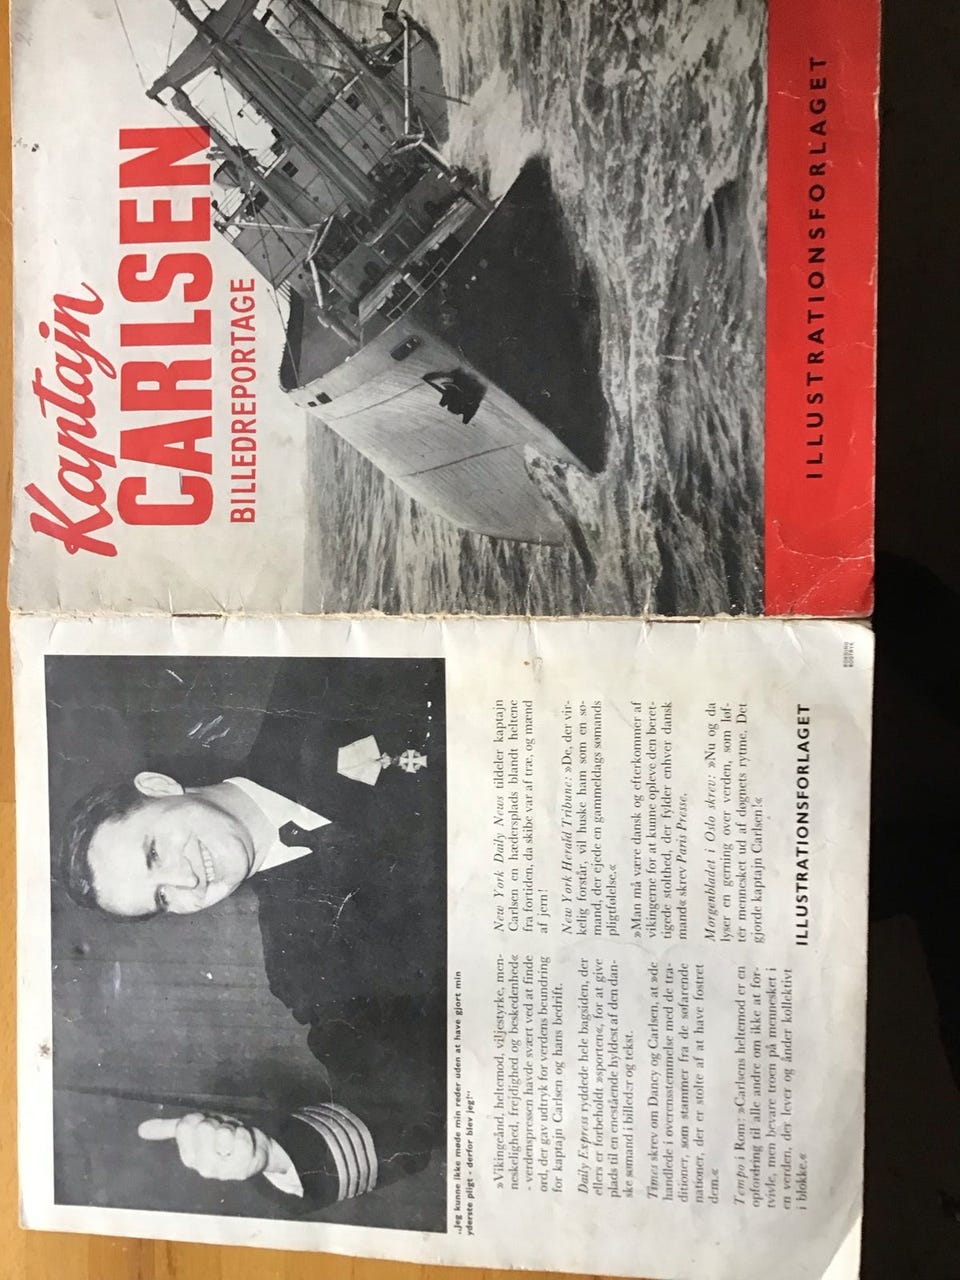 Kaptajn
CARLSEN
BILLEDREPORTAGE
ILLUSTRATIONSFORLAGET
„Jeg kunne ikke møde min reder uden at have gjort min
yderste pligt - derfor blev jeg!"
»Vikingeånd, heltemod, viljestyrke, men-
neskelighed, frejdighed og beskedenhed«
- verdenspressen havde svært ved at finde
ord, der gav udtryk for verdens beundring
for kaptajn Carlsen og hans bedrift.
Daily Express ryddede hele bagsiden, der
ellers er forbeholdt »sporten«, for at give
plads til en enestående hyldest af den dan-
ske sømand i billeder og tekst.
Times skrev om Dancy og Carlsen, at »de
handlede i overensstemmelse med de tra-
ditioner, som stammer fra de søfarende
nationer, der er stolte af at have fostret
dem.«
Tempo i Rom: »Carlsens heltemod er en
opfordring til alle andre om ikke at for-
tvivle, men bevare troen på mennesket i
en verden, der lever og ånder kollektivt
i blokke.«
New York Daily News tildeler kaptajn
Carlsen en hædersplads blandt heltene
fra fortiden, da skibe var af træ, og mænd
af jern!
New York Herald Tribune: »De, der vir-
kelig forstår, vil huske ham som en sø-
mand, der ejede en gammeldags sømands
pligtfølelse.«
»Man må være dansk og efterkommer af
vikingerne for at kunne opleve den beret-
tigede stolthed, der fylder enhver dansk
mand« skrev Paris Presse.
Morgenbladet i Oslo skrev: »Nu og da
lyser en gerning over verden, som løf-
tér mennesket ud af døgnets rytme. Det
gjorde kaptajn Carlsen!«
ILLUSTRATIONSFORLAGET